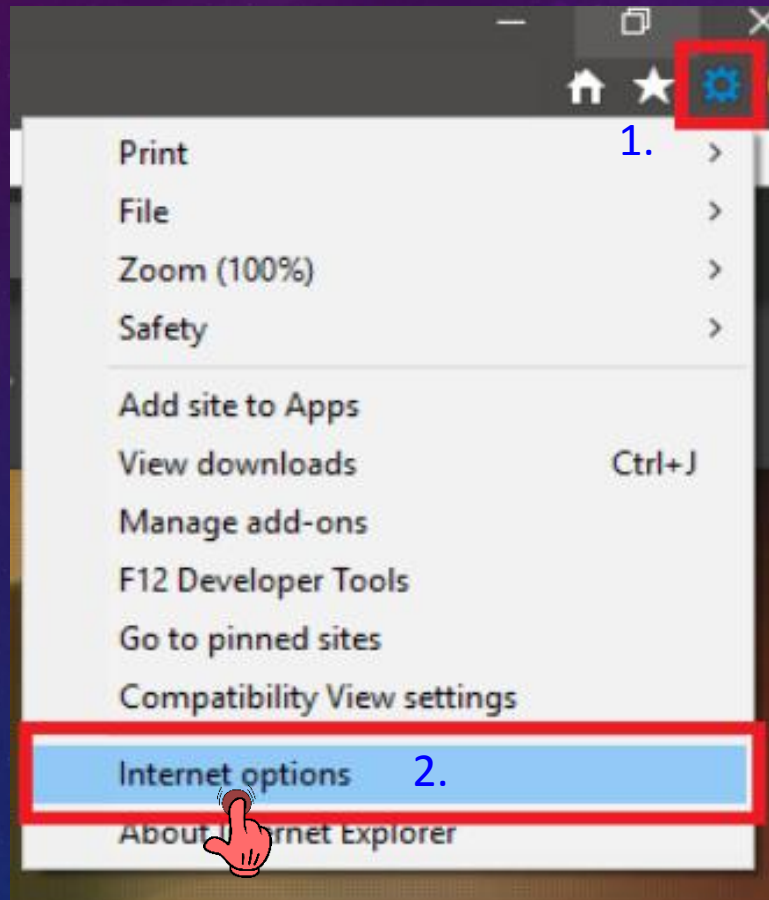 1.
Print
File
Zoom (100%)
Safety
Add site to Apps
View downloads Ctrl+J
Manage add-ons
F12 Developer Tools
Go to pinned sites
Compatibility View settings
Internet options 2.
About Internet Explorer